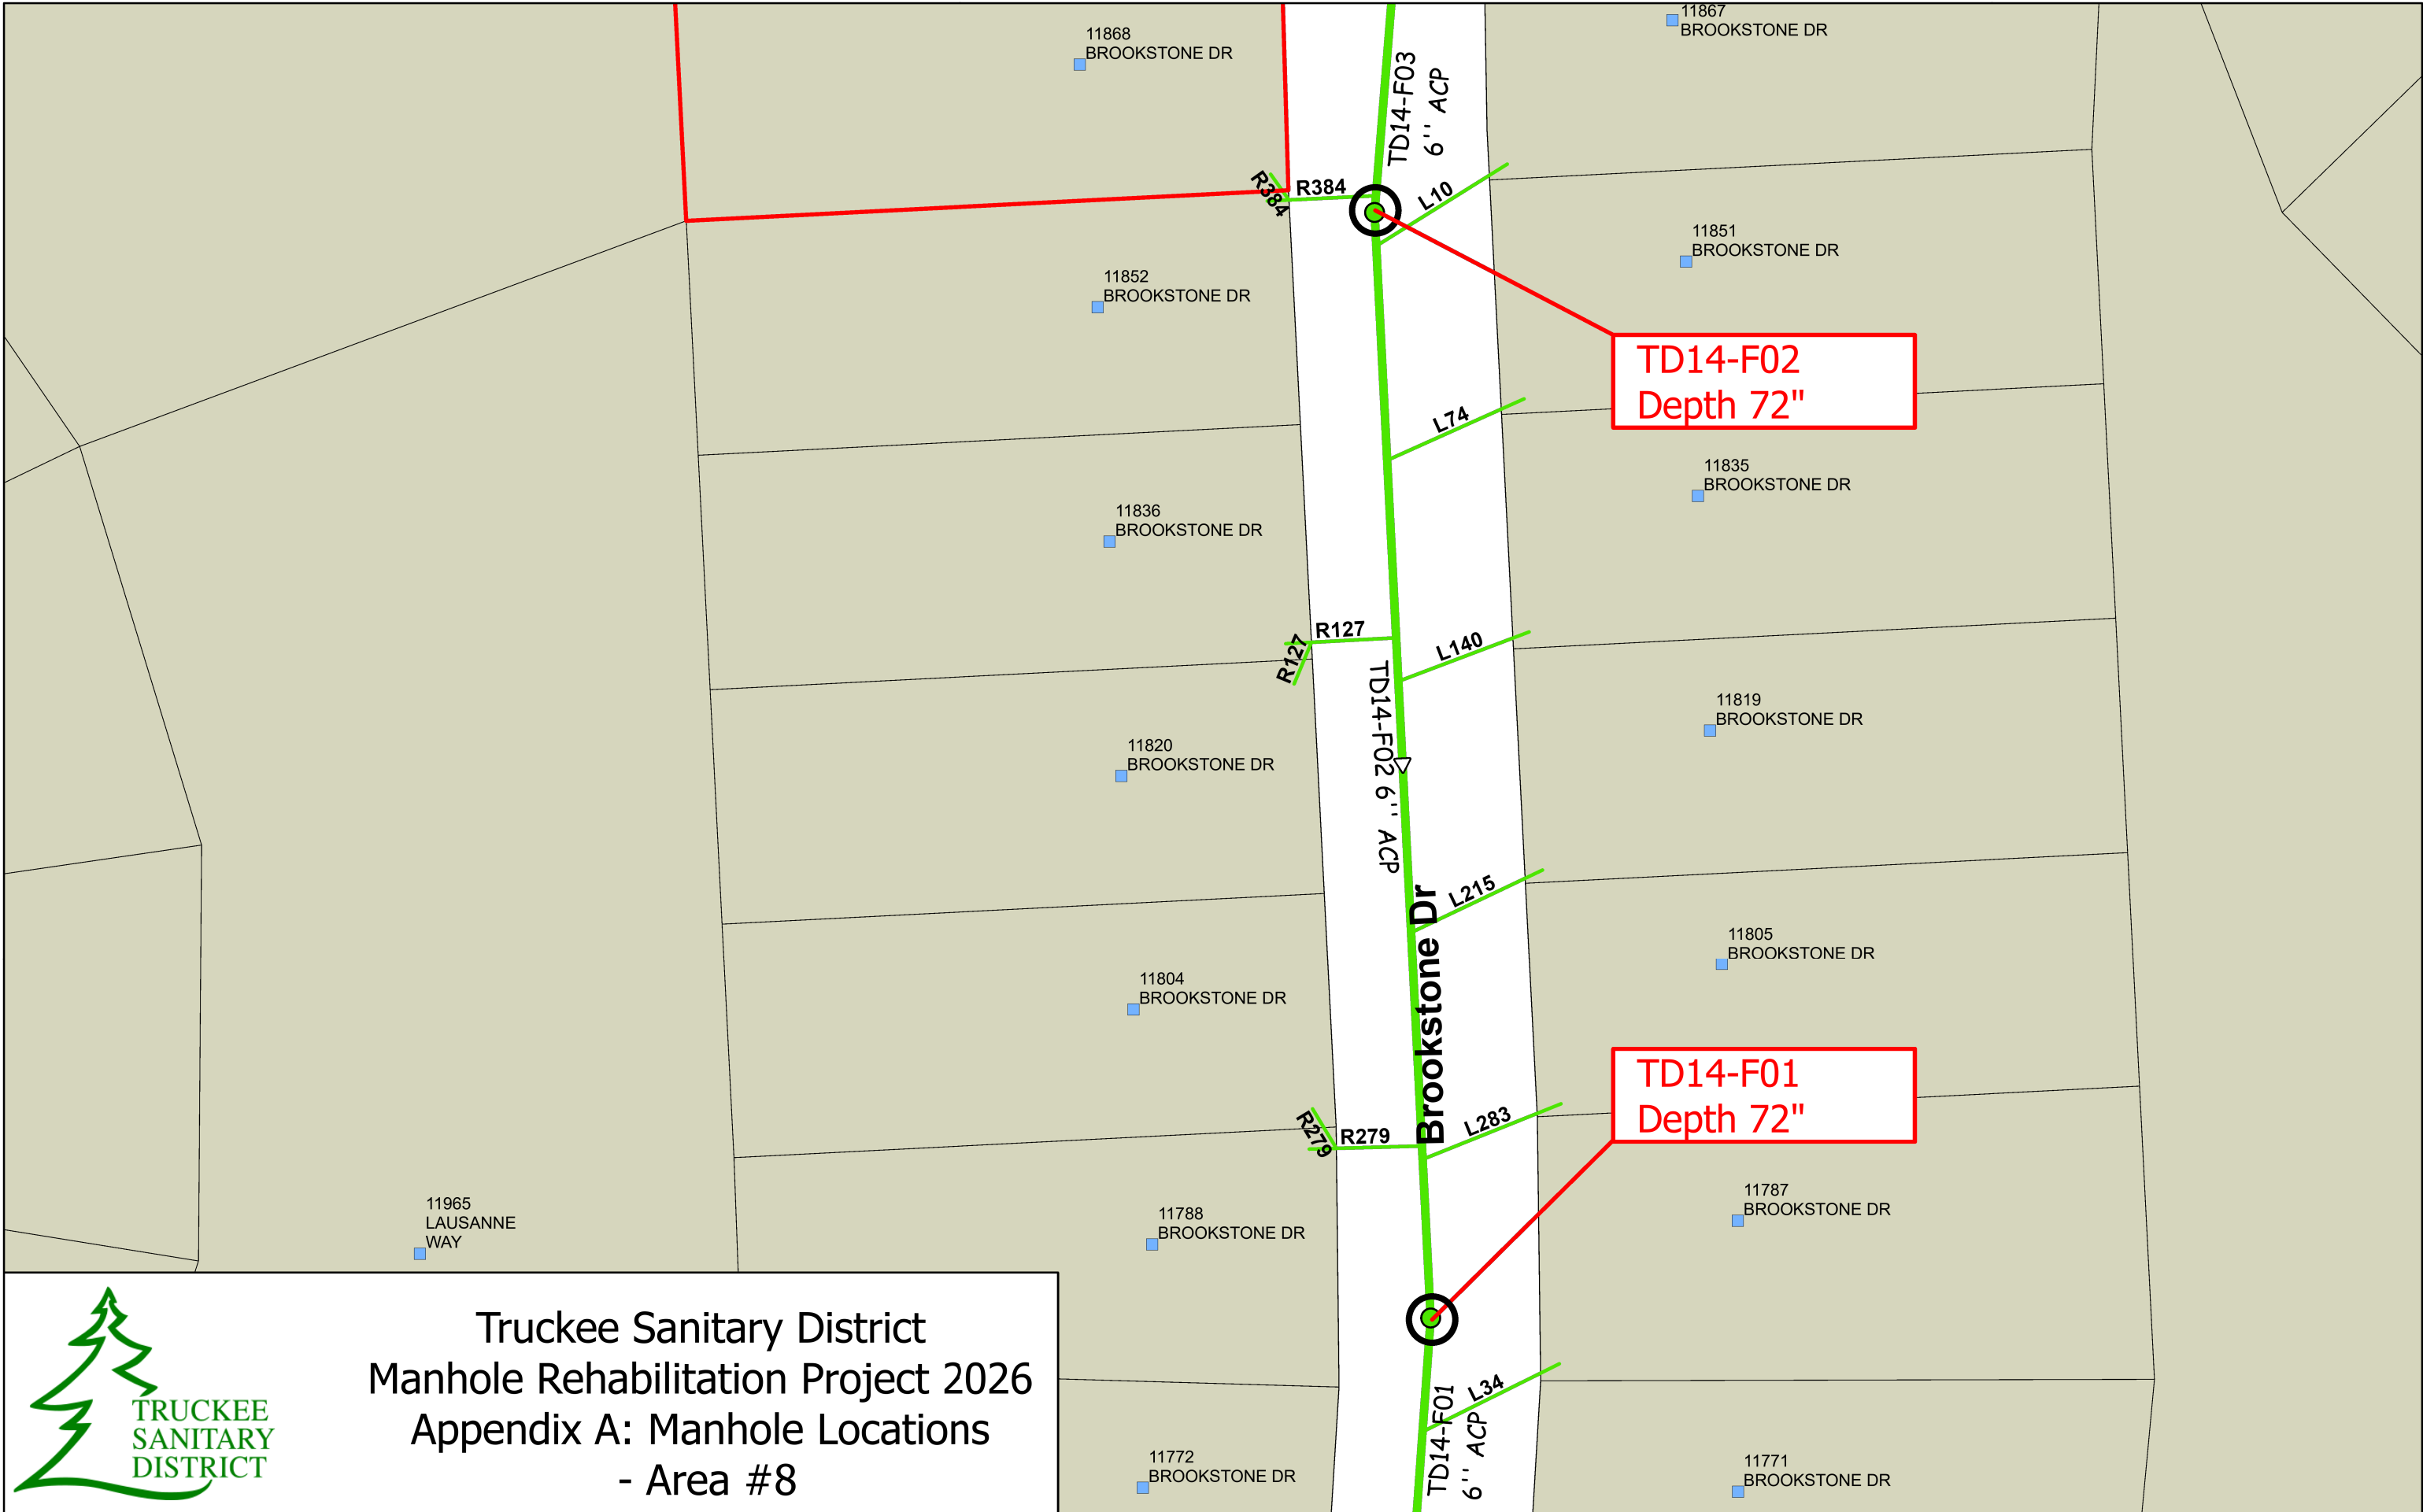 11868
BROOKSTONE DR
11867
BROOKSTONE DR
TD14-F03
6'' ACP
R384
R384
L10
11851
BROOKSTONE DR
11852
BROOKSTONE DR
TD14-F02
Depth 72"
L74
11835
BROOKSTONE DR
11836
BROOKSTONE DR
R127
R127
L140
TD14-F02 6'' ACP
11819
BROOKSTONE DR
11820
BROOKSTONE DR
L215
Brookstone Dr
11805
BROOKSTONE DR
11804
BROOKSTONE DR
TD14-F01
Depth 72"
R279
R279
L283
11787
BROOKSTONE DR
11965
LAUSANNE
WAY
11788
BROOKSTONE DR
L34
TD14-F01
6'' ACP
11772
BROOKSTONE DR
11771
BROOKSTONE DR
TRUCKEE
SANITARY
DISTRICT
Truckee Sanitary District
Manhole Rehabilitation Project 2026
Appendix A: Manhole Locations
- Area #8